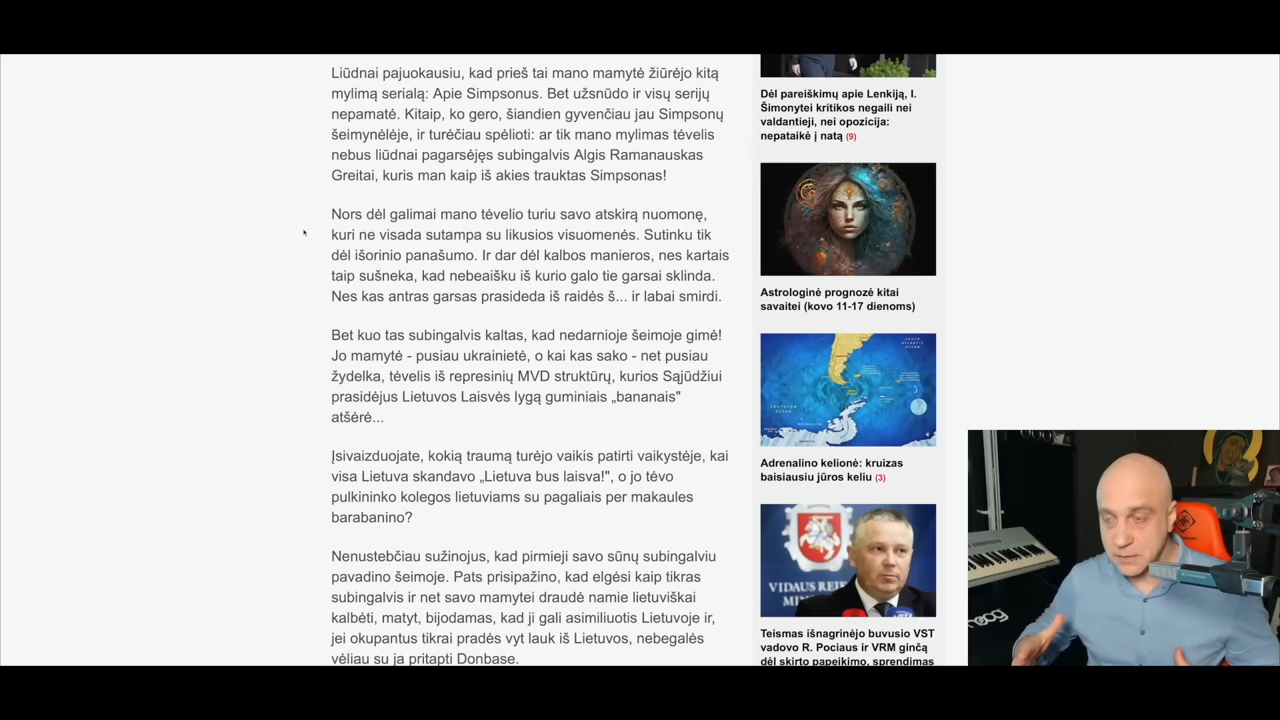 Liūdnai pajuokausiu, kad prieš tai mano mamytė žiūrėjo kitą
mylimą serialą: Apie Simpsonus. Bet užsnūdo ir visų serijų
nepamatė. Kitaip, ko gero, šiandien gyvenčiau jau Simpsonų
šeimynėlėje, ir turėčiau spėlioti: ar tik mano mylimas tėvelis
nebus liūdnai pagarsėjęs subingalvis Algis Ramanauskas
Greitai, kuris man kaip iš akies trauktas Simpsonas!
Nors dėl galimai mano tėvelio turiu savo atskirą nuomonę,
kuri ne visada sutampa su likusios visuomenės. Sutinku tik
dėl išorinio panašumo. Ir dar dėl kalbos manieros, nes kartais
taip sušneka, kad nebeaišku iš kurio galo tie garsai sklinda.
Nes kas antras garsas prasideda iš raidės š... ir labai smirdi.
Bet kuo tas subingalvis kaltas, kad nedarnioje šeimoje gimė!
Jo mamytė - pusiau ukrainietė, o kai kas sako - net pusiau
žydelka, tėvelis iš represinių MVD struktūrų, kurios Sąjūdžiui
prasidėjus Lietuvos Laisvės lygą guminiais „bananais"
atšėrė...
Įsivaizduojate, kokią traumą turėjo vaikis patirti vaikystėje, kai
visa Lietuva skandavo „Lietuva bus laisva!", o jo tėvo
pulkininko kolegos lietuviams su pagaliais per makaules
barabanino?
Nenustebčiau sužinojus, kad pirmieji savo sūnų subingalviu
pavadino šeimoje. Pats prisipažino, kad elgėsi kaip tikras
subingalvis ir net savo mamytei draudė namie lietuviškai
kalbėti, matyt, bijodamas, kad ji gali asimiliuotis Lietuvoje ir,
jei okupantus tikrai pradės vyt lauk iš Lietuvos, nebegalės
vėliau su ja pritapti Donbase.
Dėl pareiškimų apie Lenkiją, I.
Šimonytei kritikos negaili nei
valdantieji, nei opozicija:
nepataikė į natą (9)
Astrologinė prognozė kitai
savaitei (kovo 11-17 dienoms)
SOUTHERN
Adrenalino kelionė: kruizas
baisiausiu jūros keliu (3)
VIDAUS REIK
MINI
Teismas išnagrinėjo buvusio VST
vadovo R. Pociaus ir VRM ginčą
dėl skirto papeikimo, sprendimas
moog